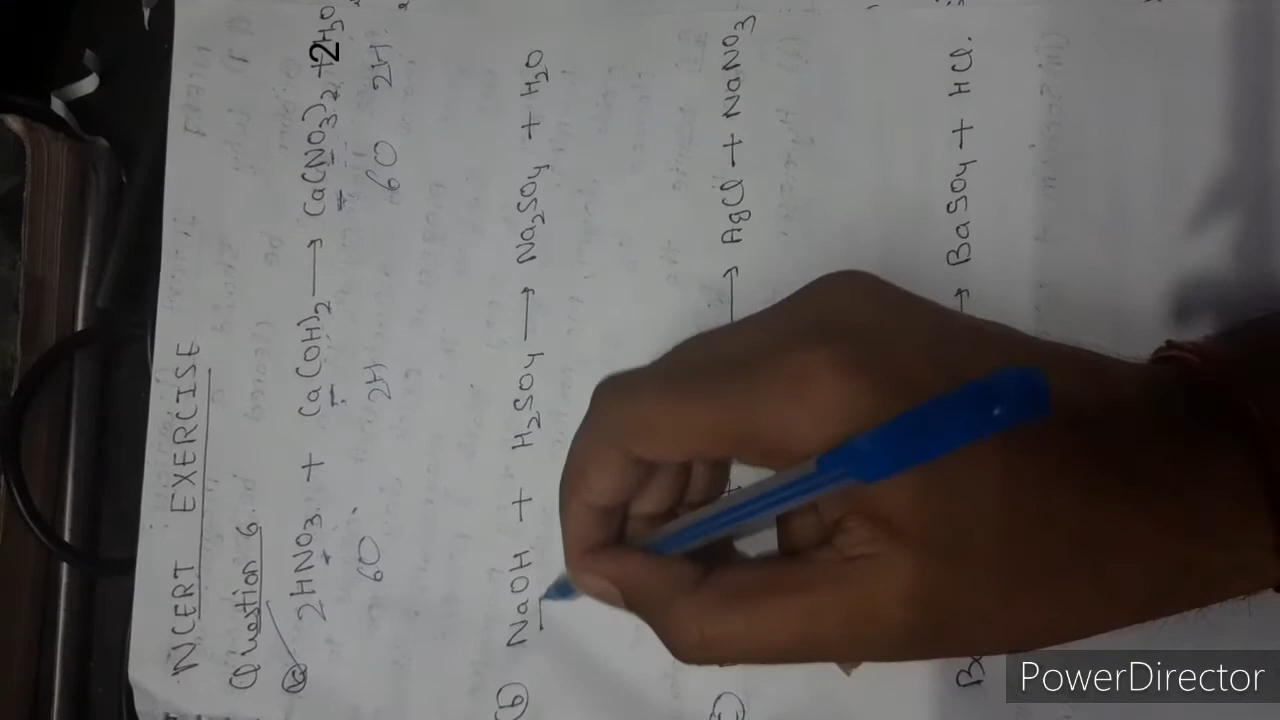 NCERT EXERCISE
Question 6.
(a) 2HNO3 + Ca(OH)2 → Ca(NO3)2 + 2H2O
6O 2H 6O 2H
(b) NaOH + H2SO4 → Na2SO4 + H2O
(c) + → AgCl + NaNO3
→ BaSO4 + HCl.
PowerDirector